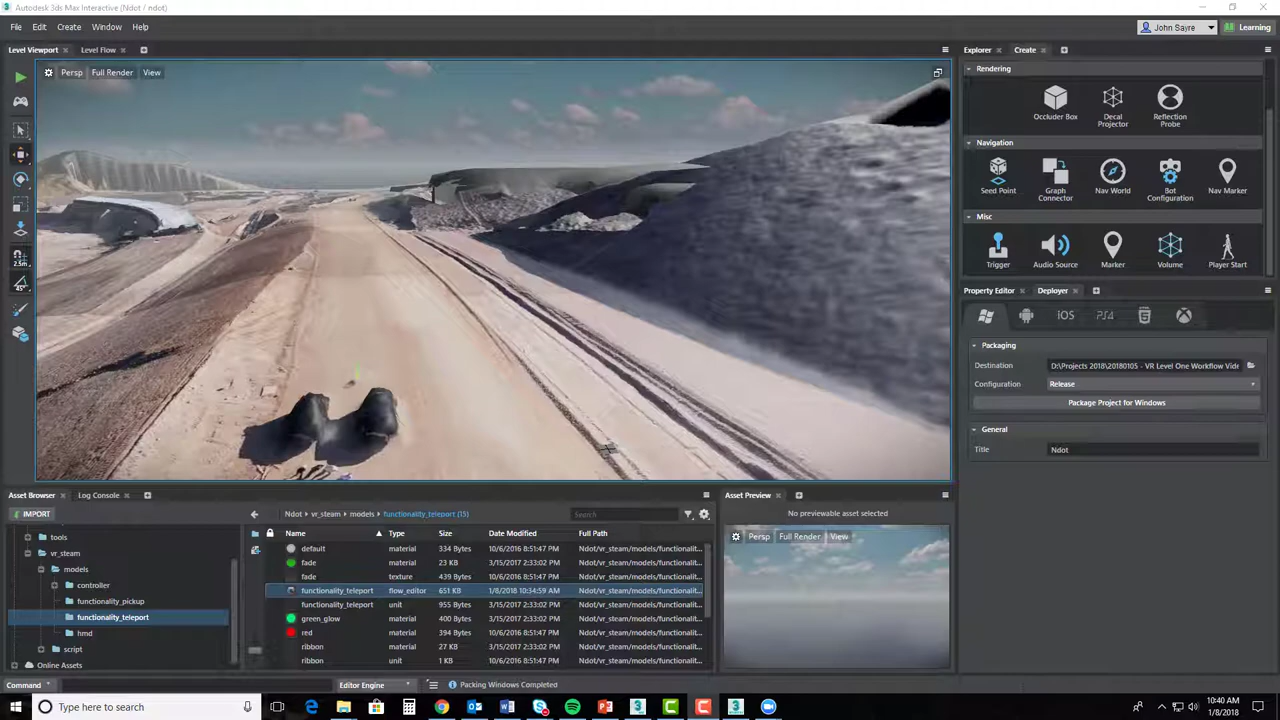 Autodesk 3ds Max Interactive (Ndot / ndot)
File Edit Create Window Help
John Sayre Learning
Level Viewport Level Flow
Explorer Create
Persp Full Render View
Rendering
Occluder Box Decal Projector Reflection Probe
Navigation
Seed Point Graph Connector Nav World Bot Configuration Nav Marker
Misc
Trigger Audio Source Marker Volume Player Start
2.5m
45°
Property Editor Deployer
iOS PS4
Packaging
Destination D:\Projects 2018\20180105 - VR Level One Workflow Vide
Configuration Release
Package Project for Windows
General
Title Ndot
Asset Browser Log Console
Asset Preview
IMPORT
Ndot vr_steam models functionality_teleport (15)
Search
No previewable asset selected
Name Type Size Date Modified Full Path
Persp Full Render View
tools
vr_steam
models
controller
functionality_pickup
functionality_teleport
hmd
script
Online Assets
default material 334 Bytes 10/6/2016 8:51:47 PM Ndot/vr_steam/models/functionalit...
fade material 23 KB 3/15/2017 2:33:02 PM Ndot/vr_steam/models/functionalit...
fade texture 439 Bytes 10/6/2016 8:51:47 PM Ndot/vr_steam/models/functionalit...
functionality_teleport flow_editor 651 KB 1/8/2018 10:34:59 AM Ndot/vr_steam/models/functionalit...
functionality_teleport unit 955 Bytes 3/15/2017 2:33:02 PM Ndot/vr_steam/models/functionalit...
green_glow material 400 Bytes 3/15/2017 2:33:02 PM Ndot/vr_steam/models/functionalit...
red material 394 Bytes 10/6/2016 8:51:47 PM Ndot/vr_steam/models/functionalit...
ribbon material 27 KB 3/15/2017 2:33:02 PM Ndot/vr_steam/models/functionalit...
ribbon unit 1 KB 10/6/2016 8:51:47 PM Ndot/vr_steam/models/functionalit...
Command Editor Engine Packing Windows Completed
Type here to search
10:40 AM
1/8/2018